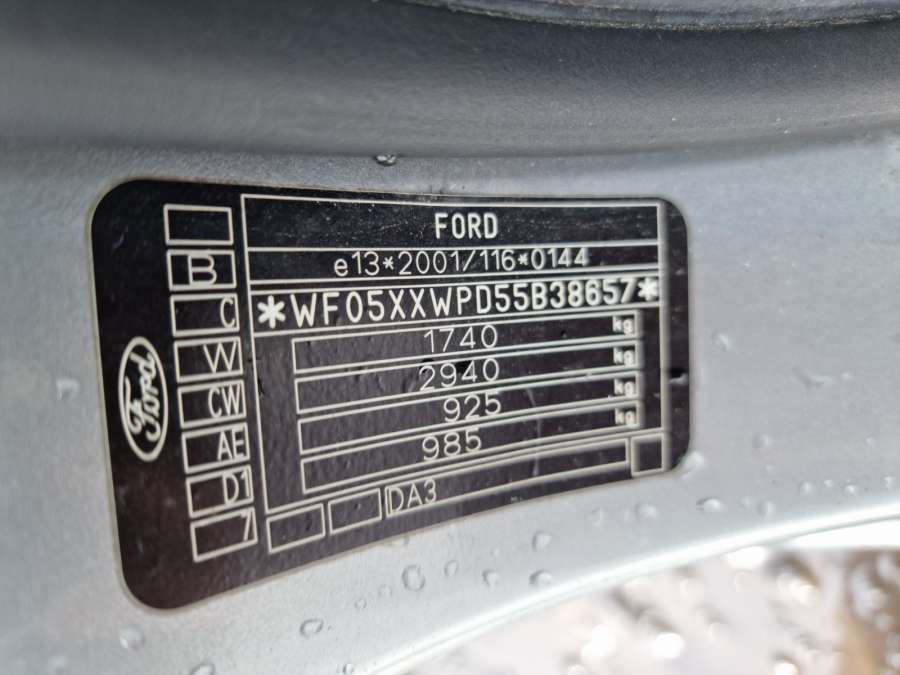 FORD
e13*2001/116*0144
*WF05XXWPD55B38657*
1740 kg
2940 kg
925 kg
985 kg
DA3
B
C
W
CW
AE
D1
7
Ford